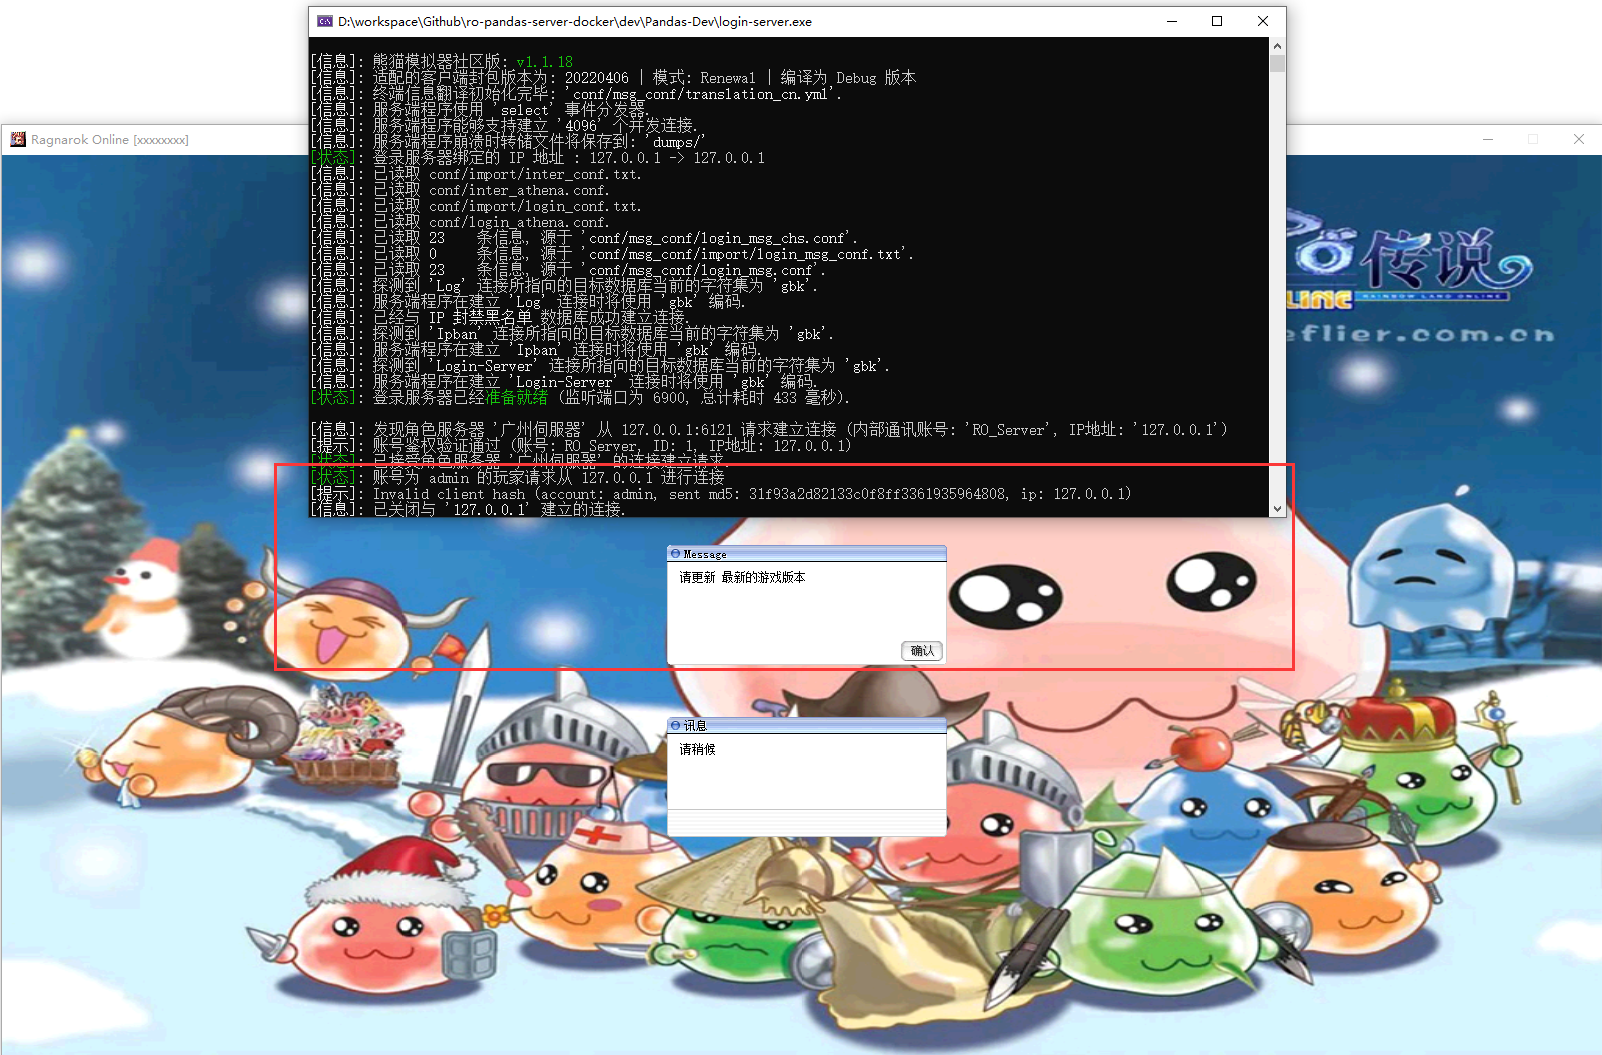 D:\workspace\Github\ro-pandas-server-docker\dev\Pandas-Dev\login-server.exe
[信息]: 熊猫模拟器社区版: v1.1.18
[信息]: 适配的客户端封包版本为: 20220406 | 模式: Renewal | 编译为 Debug 版本
[信息]: 终端信息翻译初始化完毕: 'conf/msg_conf/translation_cn.yml'.
[信息]: 服务端程序使用 'select' 事件分发器.
[信息]: 服务端程序能够支持建立 '4096' 个并发连接.
[信息]: 服务端程序崩溃时转储文件将保存到: 'dumps/'
[状态]: 登录服务器绑定的 IP 地址 : 127.0.0.1 -> 127.0.0.1
[信息]: 已读取 conf/import/inter_conf.txt.
[信息]: 已读取 conf/inter_athena.conf.
[信息]: 已读取 conf/import/login_conf.txt.
[信息]: 已读取 conf/login_athena.conf.
[信息]: 已读取 23 条信息, 源于 'conf/msg_conf/login_msg_chs.conf'.
[信息]: 已读取 0 条信息, 源于 'conf/msg_conf/import/login_msg_conf.txt'.
[信息]: 已读取 23 条信息, 源于 'conf/msg_conf/login_msg.conf'.
[信息]: 探测到 'Log' 连接所指向的目标数据库当前的字符集为 'gbk'.
[信息]: 服务端程序在建立 'Log' 连接时将使用 'gbk' 编码.
[信息]: 已经与 IP 封禁黑名单 数据库成功建立连接.
[信息]: 探测到 'Ipban' 连接所指向的目标数据库当前的字符集为 'gbk'.
[信息]: 服务端程序在建立 'Ipban' 连接时将使用 'gbk' 编码.
[信息]: 探测到 'Login-Server' 连接所指向的目标数据库当前的字符集为 'gbk'.
[信息]: 服务端程序在建立 'Login-Server' 连接时将使用 'gbk' 编码.
[状态]: 登录服务器已经准备就绪 (监听端口为 6900, 总计耗时 433 毫秒).
[信息]: 发现角色服务器 '广州伺服器' 从 127.0.0.1:6121 请求建立连接 (内部通讯账号: 'RO_Server', IP地址: '127.0.0.1')
[提示]: 账号鉴权验证通过 (账号: RO_Server, ID: 1, IP地址: 127.0.0.1)
[状态]: 已接受角色服务器 '广州伺服器' 的连接建立请求.
[状态]: 账号为 admin 的玩家请求从 127.0.0.1 进行连接
[提示]: Invalid client hash (account: admin, sent md5: 31f93a2d82133c0f8ff3361935964808, ip: 127.0.0.1)
[信息]: 已关闭与 '127.0.0.1' 建立的连接.
Ragnarok Online [xxxxxxxx]
传说
LINE
RAINBOW LAND ONLINE
eflier.com.cn
Message
请更新 最新的游戏版本
确认
讯息
请稍候